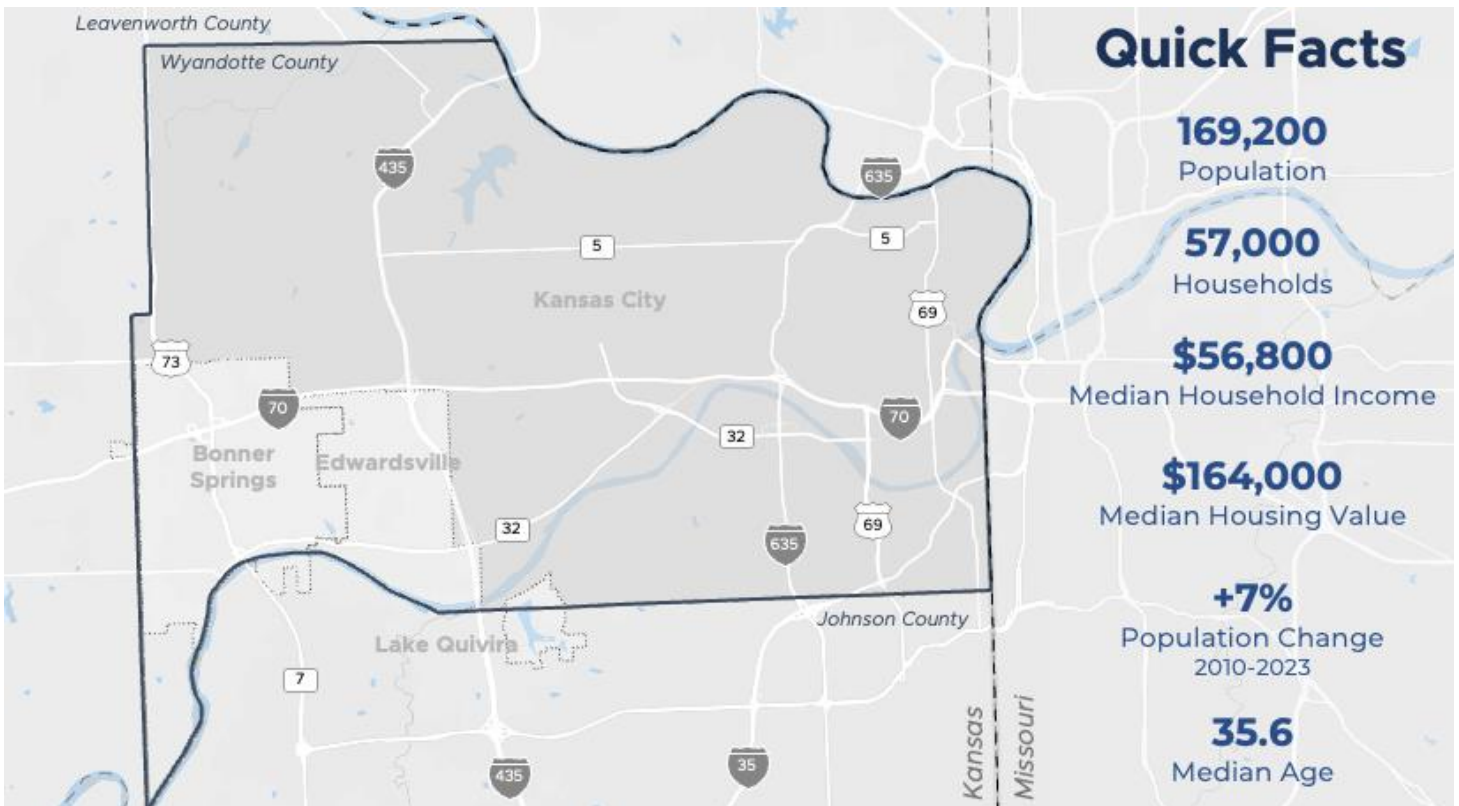 Leavenworth County
Wyandotte County
435
635
5
5
Kansas City
69
73
70
70
32
Bonner
Springs
Edwardsville
32
69
635
Johnson County
Lake Quivira
7
435
35
Kansas
Missouri
Quick Facts
169,200
Population
57,000
Households
$56,800
Median Household Income
$164,000
Median Housing Value
+7%
Population Change
2010-2023
35.6
Median Age